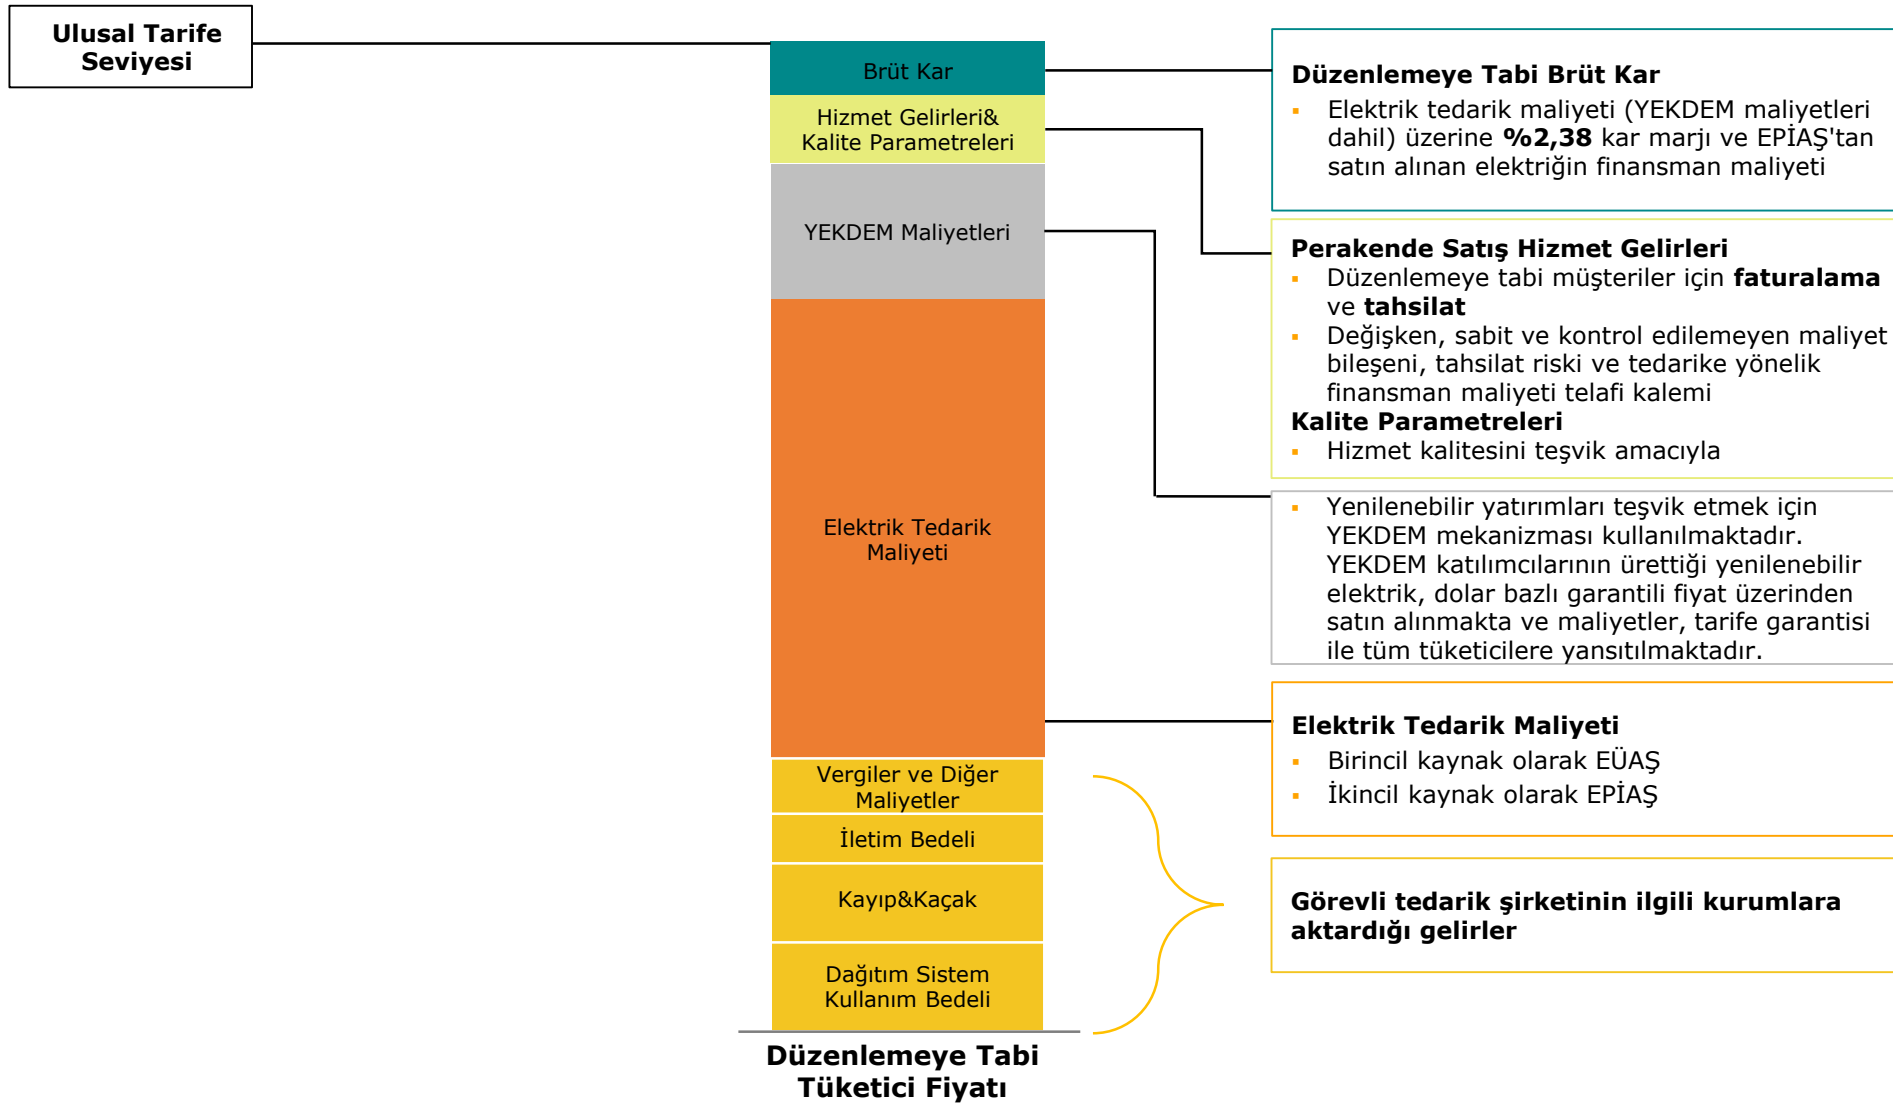 Ulusal Tarife
Seviyesi
Brüt Kar
Hizmet Gelirleri&
Kalite Parametreleri
YEKDEM Maliyetleri
Elektrik Tedarik
Maliyeti
Vergiler ve Diğer
Maliyetler
İletim Bedeli
Kayıp&Kaçak
Dağıtım Sistem
Kullanım Bedeli
Düzenlemeye Tabi
Tüketici Fiyatı
Düzenlemeye Tabi Brüt Kar
▪ Elektrik tedarik maliyeti (YEKDEM maliyetleri
dahil) üzerine %2,38 kar marjı ve EPİAŞ'tan
satın alınan elektriğin finansman maliyeti
Perakende Satış Hizmet Gelirleri
▪ Düzenlemeye tabi müşteriler için faturalama
ve tahsilat
▪ Değişken, sabit ve kontrol edilemeyen maliyet
bileşeni, tahsilat riski ve tedarike yönelik
finansman maliyeti telafi kalemi
Kalite Parametreleri
▪ Hizmet kalitesini teşvik amacıyla
▪ Yenilenebilir yatırımları teşvik etmek için
YEKDEM mekanizması kullanılmaktadır.
YEKDEM katılımcılarının ürettiği yenilenebilir
elektrik, dolar bazlı garantili fiyat üzerinden
satın alınmakta ve maliyetler, tarife garantisi
ile tüm tüketicilere yansıtılmaktadır.
Elektrik Tedarik Maliyeti
▪ Birincil kaynak olarak EÜAŞ
▪ İkincil kaynak olarak EPİAŞ
Görevli tedarik şirketinin ilgili kurumlara
aktardığı gelirler